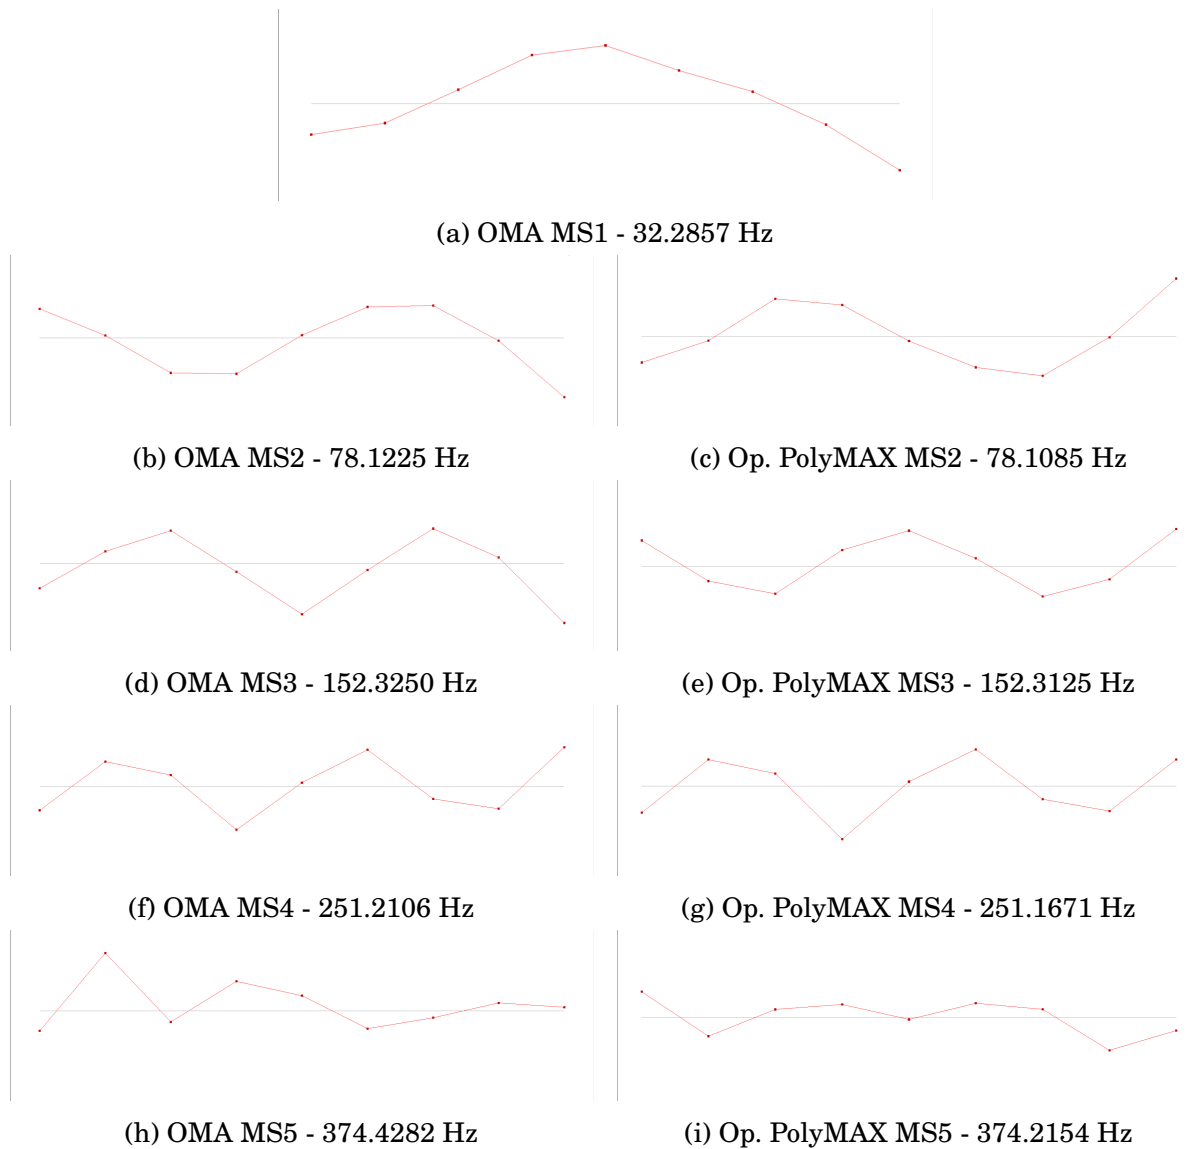 (a) OMA MS1 - 32.2857 Hz
(b) OMA MS2 - 78.1225 Hz
(c) Op. PolyMAX MS2 - 78.1085 Hz
(d) OMA MS3 - 152.3250 Hz
(e) Op. PolyMAX MS3 - 152.3125 Hz
(f) OMA MS4 - 251.2106 Hz
(g) Op. PolyMAX MS4 - 251.1671 Hz
(h) OMA MS5 - 374.4282 Hz
(i) Op. PolyMAX MS5 - 374.2154 Hz